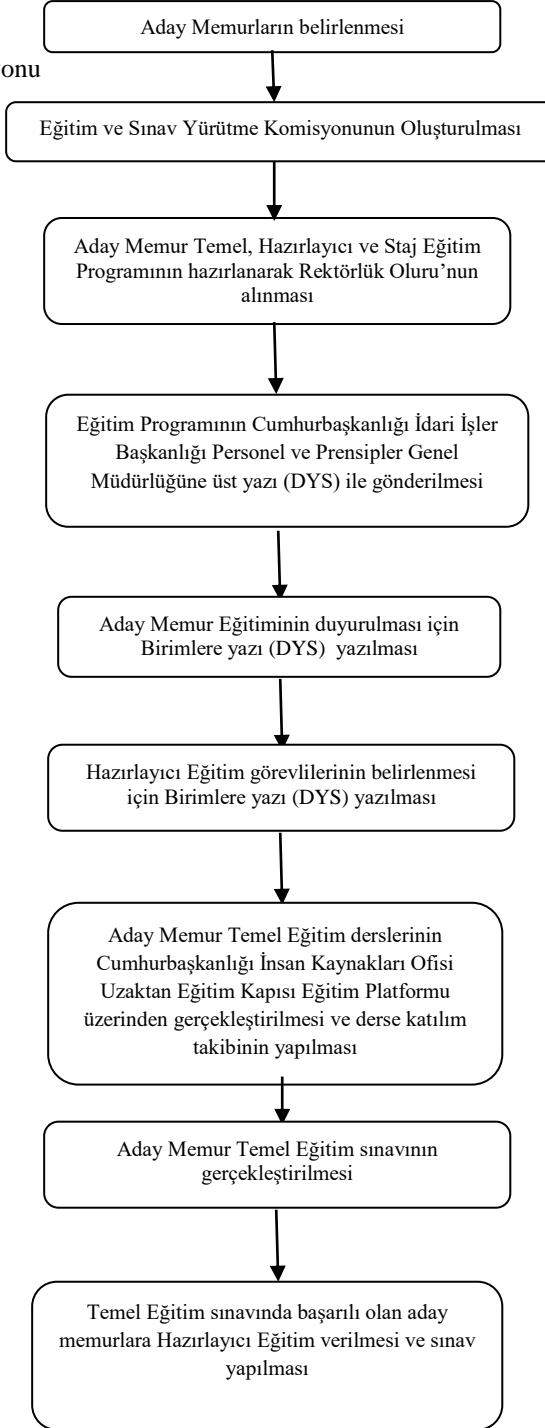 Aday Memurların belirlenmesi
onu
Eğitim ve Sınav Yürütme Komisyonunun Oluşturulması
Aday Memur Temel, Hazırlayıcı ve Staj Eğitim
Programının hazırlanarak Rektörlük Oluru’nun
alınması
Eğitim Programının Cumhurbaşkanlığı İdari İşler
Başkanlığı Personel ve Prensipler Genel
Müdürlüğüne üst yazı (DYS) ile gönderilmesi
Aday Memur Eğitiminin duyurulması için
Birimlere yazı (DYS) yazılması
Hazırlayıcı Eğitim görevlilerinin belirlenmesi
için Birimlere yazı (DYS) yazılması
Aday Memur Temel Eğitim derslerinin
Cumhurbaşkanlığı İnsan Kaynakları Ofisi
Uzaktan Eğitim Kapısı Eğitim Platformu
üzerinden gerçekleştirilmesi ve derse katılım
takibinin yapılması
Aday Memur Temel Eğitim sınavının
gerçekleştirilmesi
Temel Eğitim sınavında başarılı olan aday
memurlara Hazırlayıcı Eğitim verilmesi ve sınav
yapılması